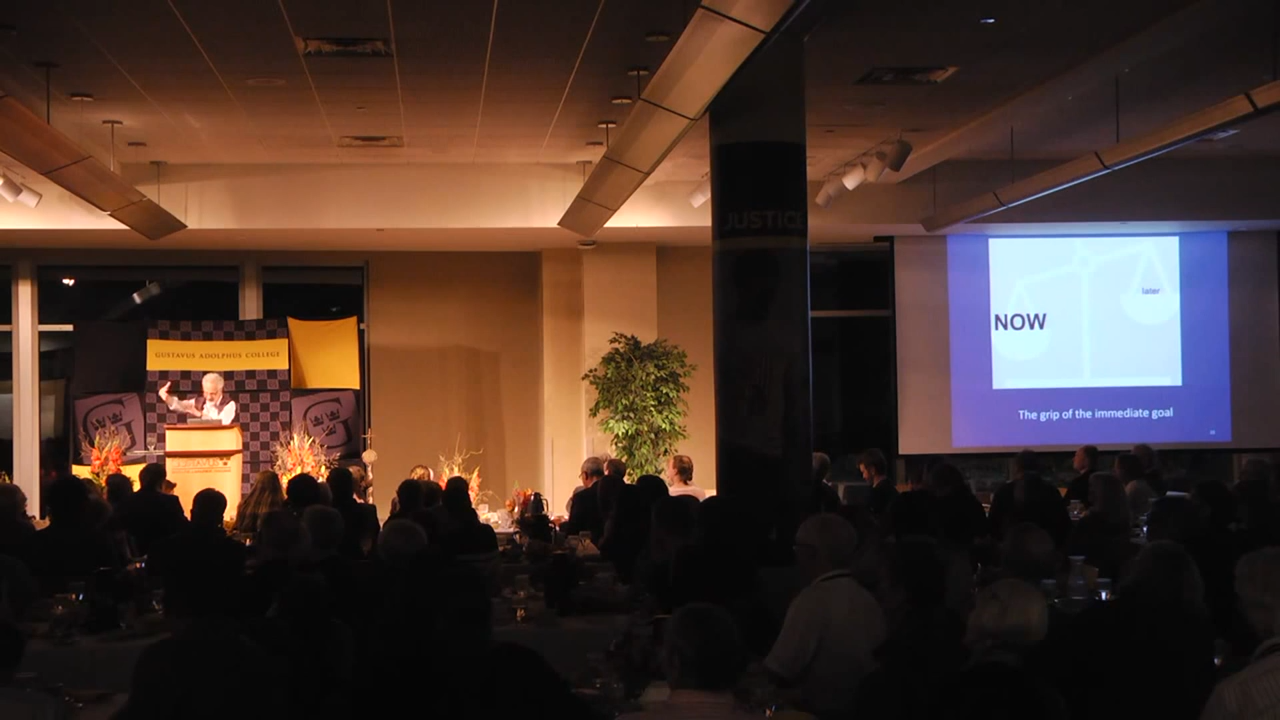 GUSTAVUS ADOLPHUS COLLEGE
JUSTICE
NOW
later
The grip of the immediate goal